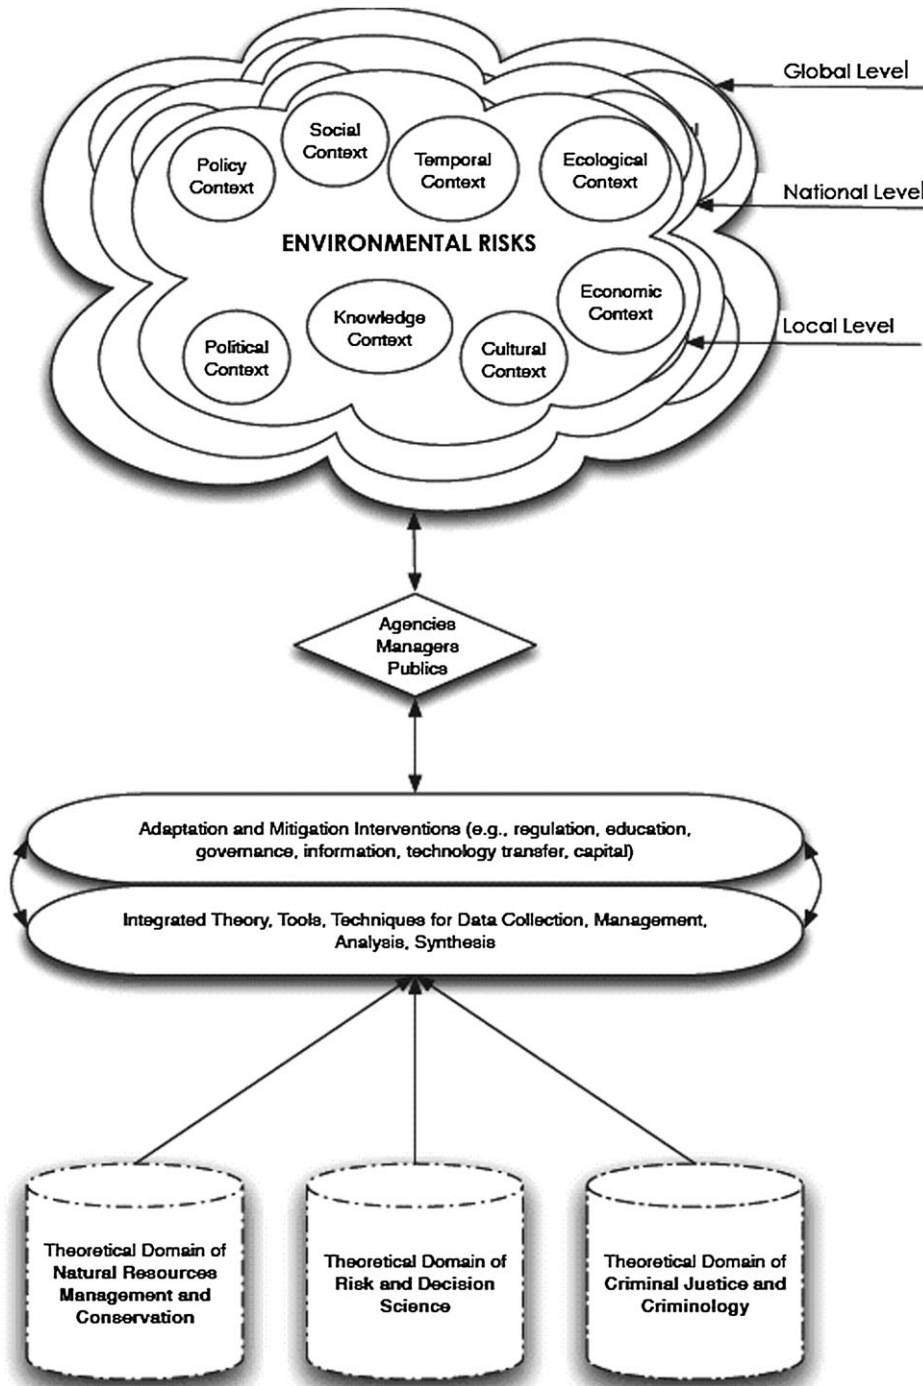 Global Level
Social
Context
Policy
Context
Temporal
Context
Ecological
Context
National Level
ENVIRONMENTAL RISKS
Economic
Context
Knowledge
Context
Local Level
Political
Context
Cultural
Context
Agencies
Managers
Publics
Adaptation and Mitigation Interventions (e.g., regulation, education,
governance, information, technology transfer, capital)
Integrated Theory, Tools, Techniques for Data Collection, Management,
Analysis, Synthesis
Theoretical Domain of
Natural Resources
Management and
Conservation
Theoretical Domain of
Risk and Decision
Science
Theoretical Domain of
Criminal Justice and
Criminology